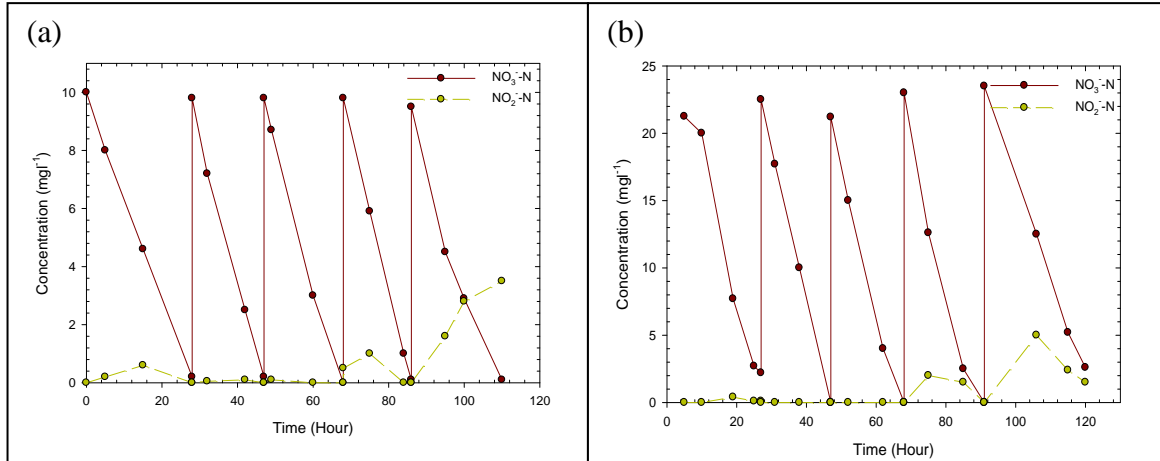 (a)
NO₃⁻-N
NO₂⁻-N
Concentration (mgl⁻¹)
10
8
6
4
2
0
0 20 40 60 80 100 120
Time (Hour)
(b)
NO₃⁻-N
NO₂⁻-N
Concentration (mgl⁻¹)
25
20
15
10
5
0
0 20 40 60 80 100 120
Time (Hour)